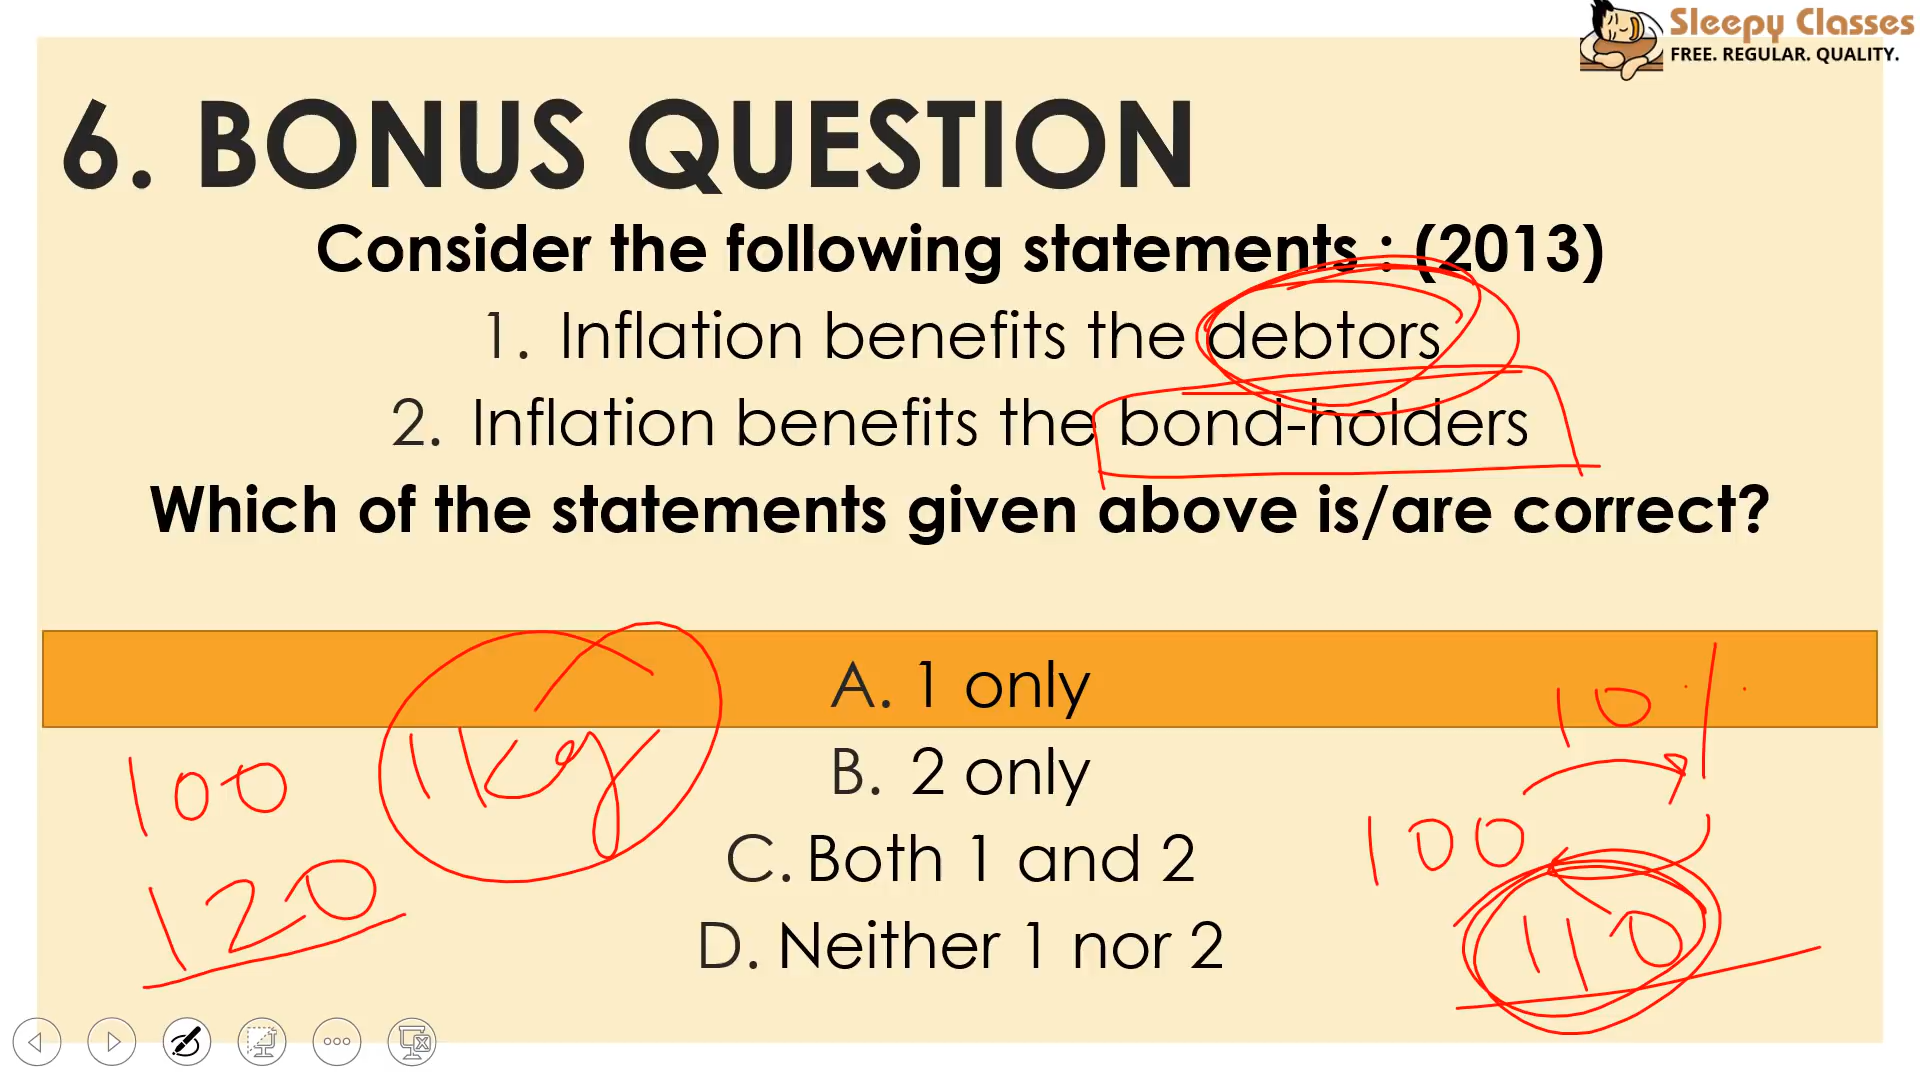 Sleepy Classes
FREE. REGULAR. QUALITY.
6. BONUS QUESTION
Consider the following statements : (2013)
1. Inflation benefits the debtors
2. Inflation benefits the bond-holders
Which of the statements given above is/are correct?
A. 1 only
B. 2 only
C. Both 1 and 2
D. Neither 1 nor 2
100
1kg
120
10%
100
110